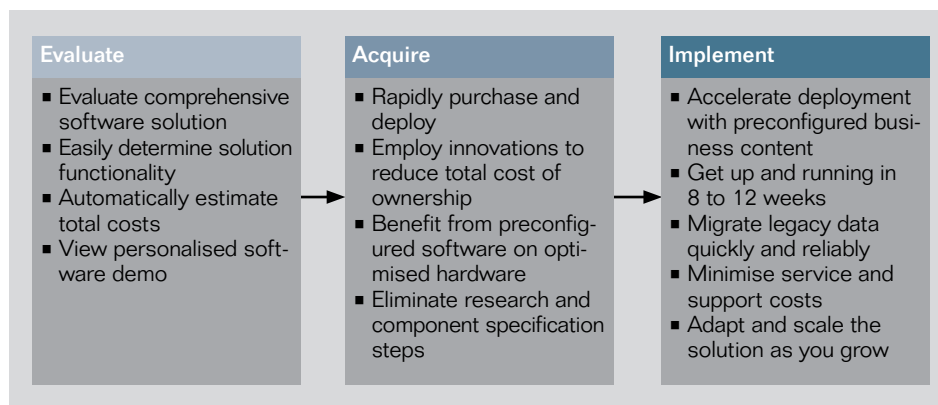 Evaluate
▪ Evaluate comprehensive
software solution
▪ Easily determine solution
functionality
▪ Automatically estimate
total costs
▪ View personalised soft-
ware demo
Acquire
▪ Rapidly purchase and
deploy
▪ Employ innovations to
reduce total cost of
ownership
▪ Benefit from preconfig-
ured software on opti-
mised hardware
▪ Eliminate research and
component specification
steps
Implement
▪ Accelerate deployment
with preconfigured busi-
ness content
▪ Get up and running in
8 to 12 weeks
▪ Migrate legacy data
quickly and reliably
▪ Minimise service and
support costs
▪ Adapt and scale the
solution as you grow